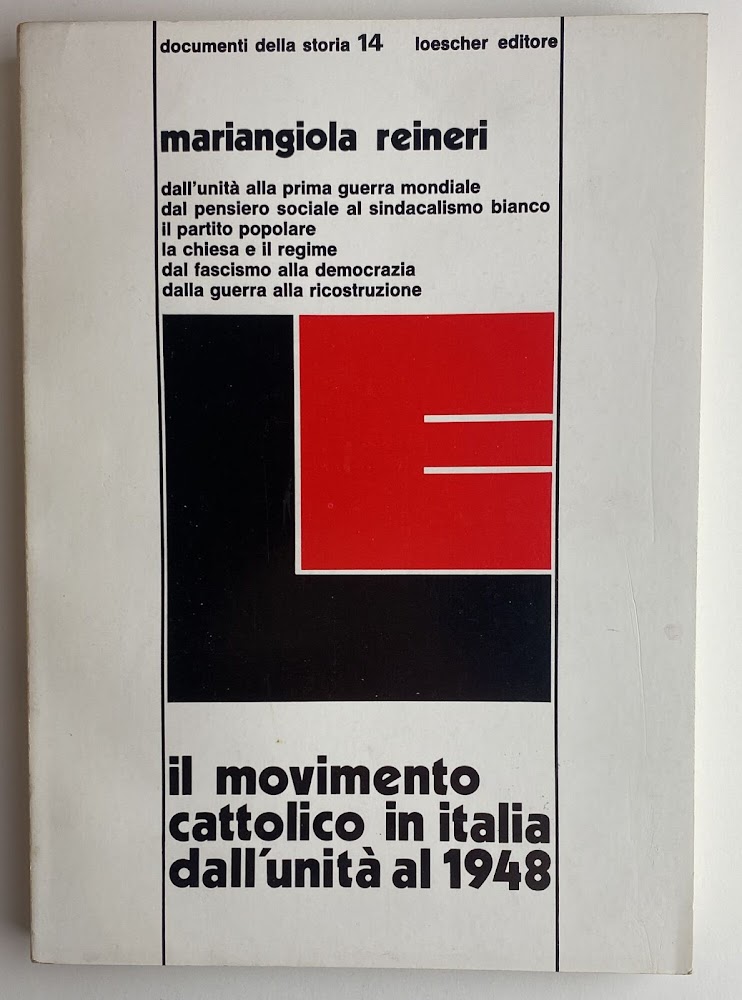 documenti della storia 14 loescher editore
mariangiola reineri
dall'unità alla prima guerra mondiale
dal pensiero sociale al sindacalismo bianco
il partito popolare
la chiesa e il regime
dal fascismo alla democrazia
dalla guerra alla ricostruzione
il movimento
cattolico in italia
dall'unità al 1948